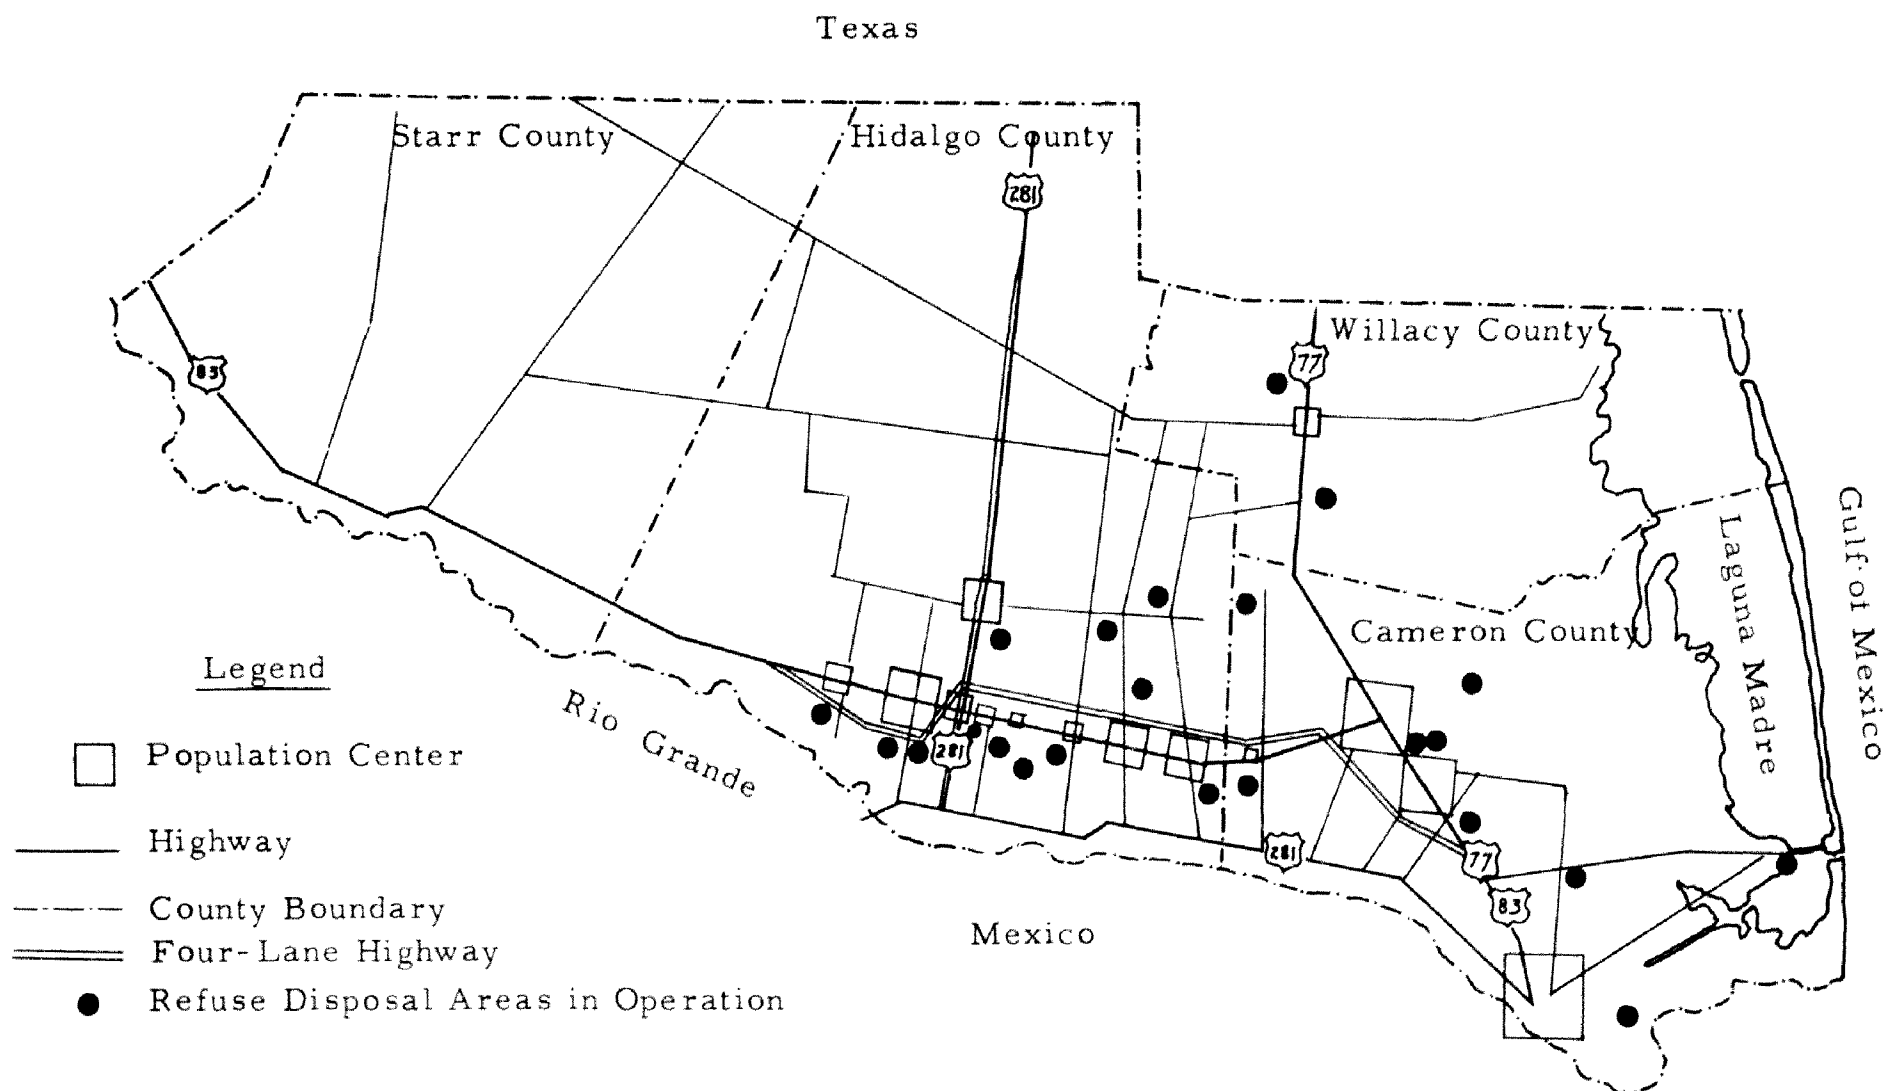 Texas
Starr County
Hidalgo County
281
Willacy County
77
83
Gulf of Mexico
Laguna Madre
Cameron County
Legend
Rio Grande
281
Population Center
Highway
281
77
83
County Boundary
Mexico
Four-Lane Highway
Refuse Disposal Areas in Operation